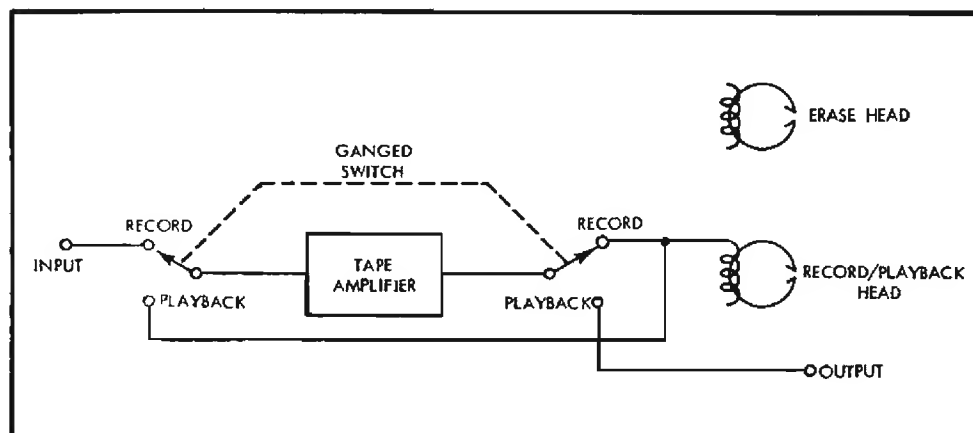 ERASE HEAD
GANGED
SWITCH
RECORD
RECORD
INPUT
TAPE
AMPLIFIER
PLAYBACK
PLAYBACK
RECORD/PLAYBACK
HEAD
OUTPUT